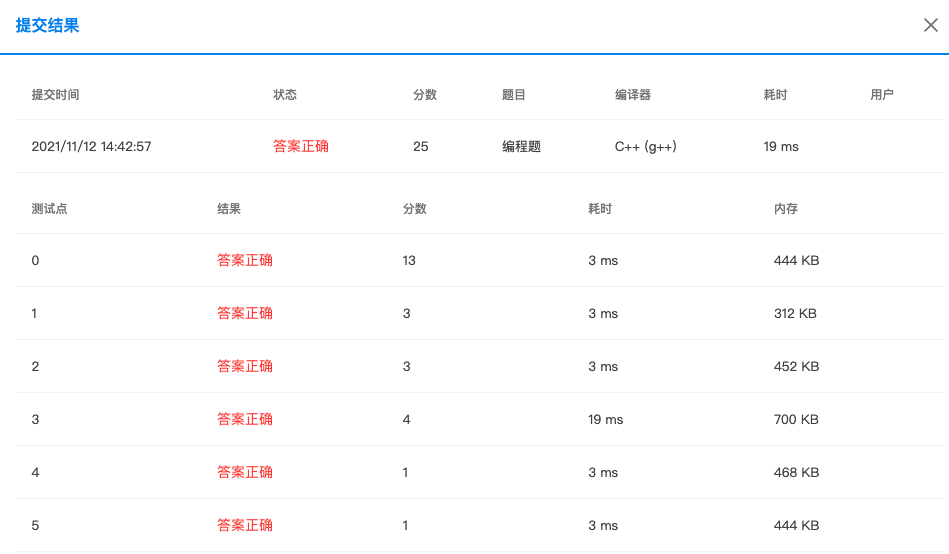 提交结果
提交时间 状态 分数 题目 编译器 耗时 用户
2021/11/12 14:42:57 答案正确 25 编程题 C++ (g++) 19 ms
测试点 结果 分数 耗时 内存
0 答案正确 13 3 ms 444 KB
1 答案正确 3 3 ms 312 KB
2 答案正确 3 3 ms 452 KB
3 答案正确 4 19 ms 700 KB
4 答案正确 1 3 ms 468 KB
5 答案正确 1 3 ms 444 KB